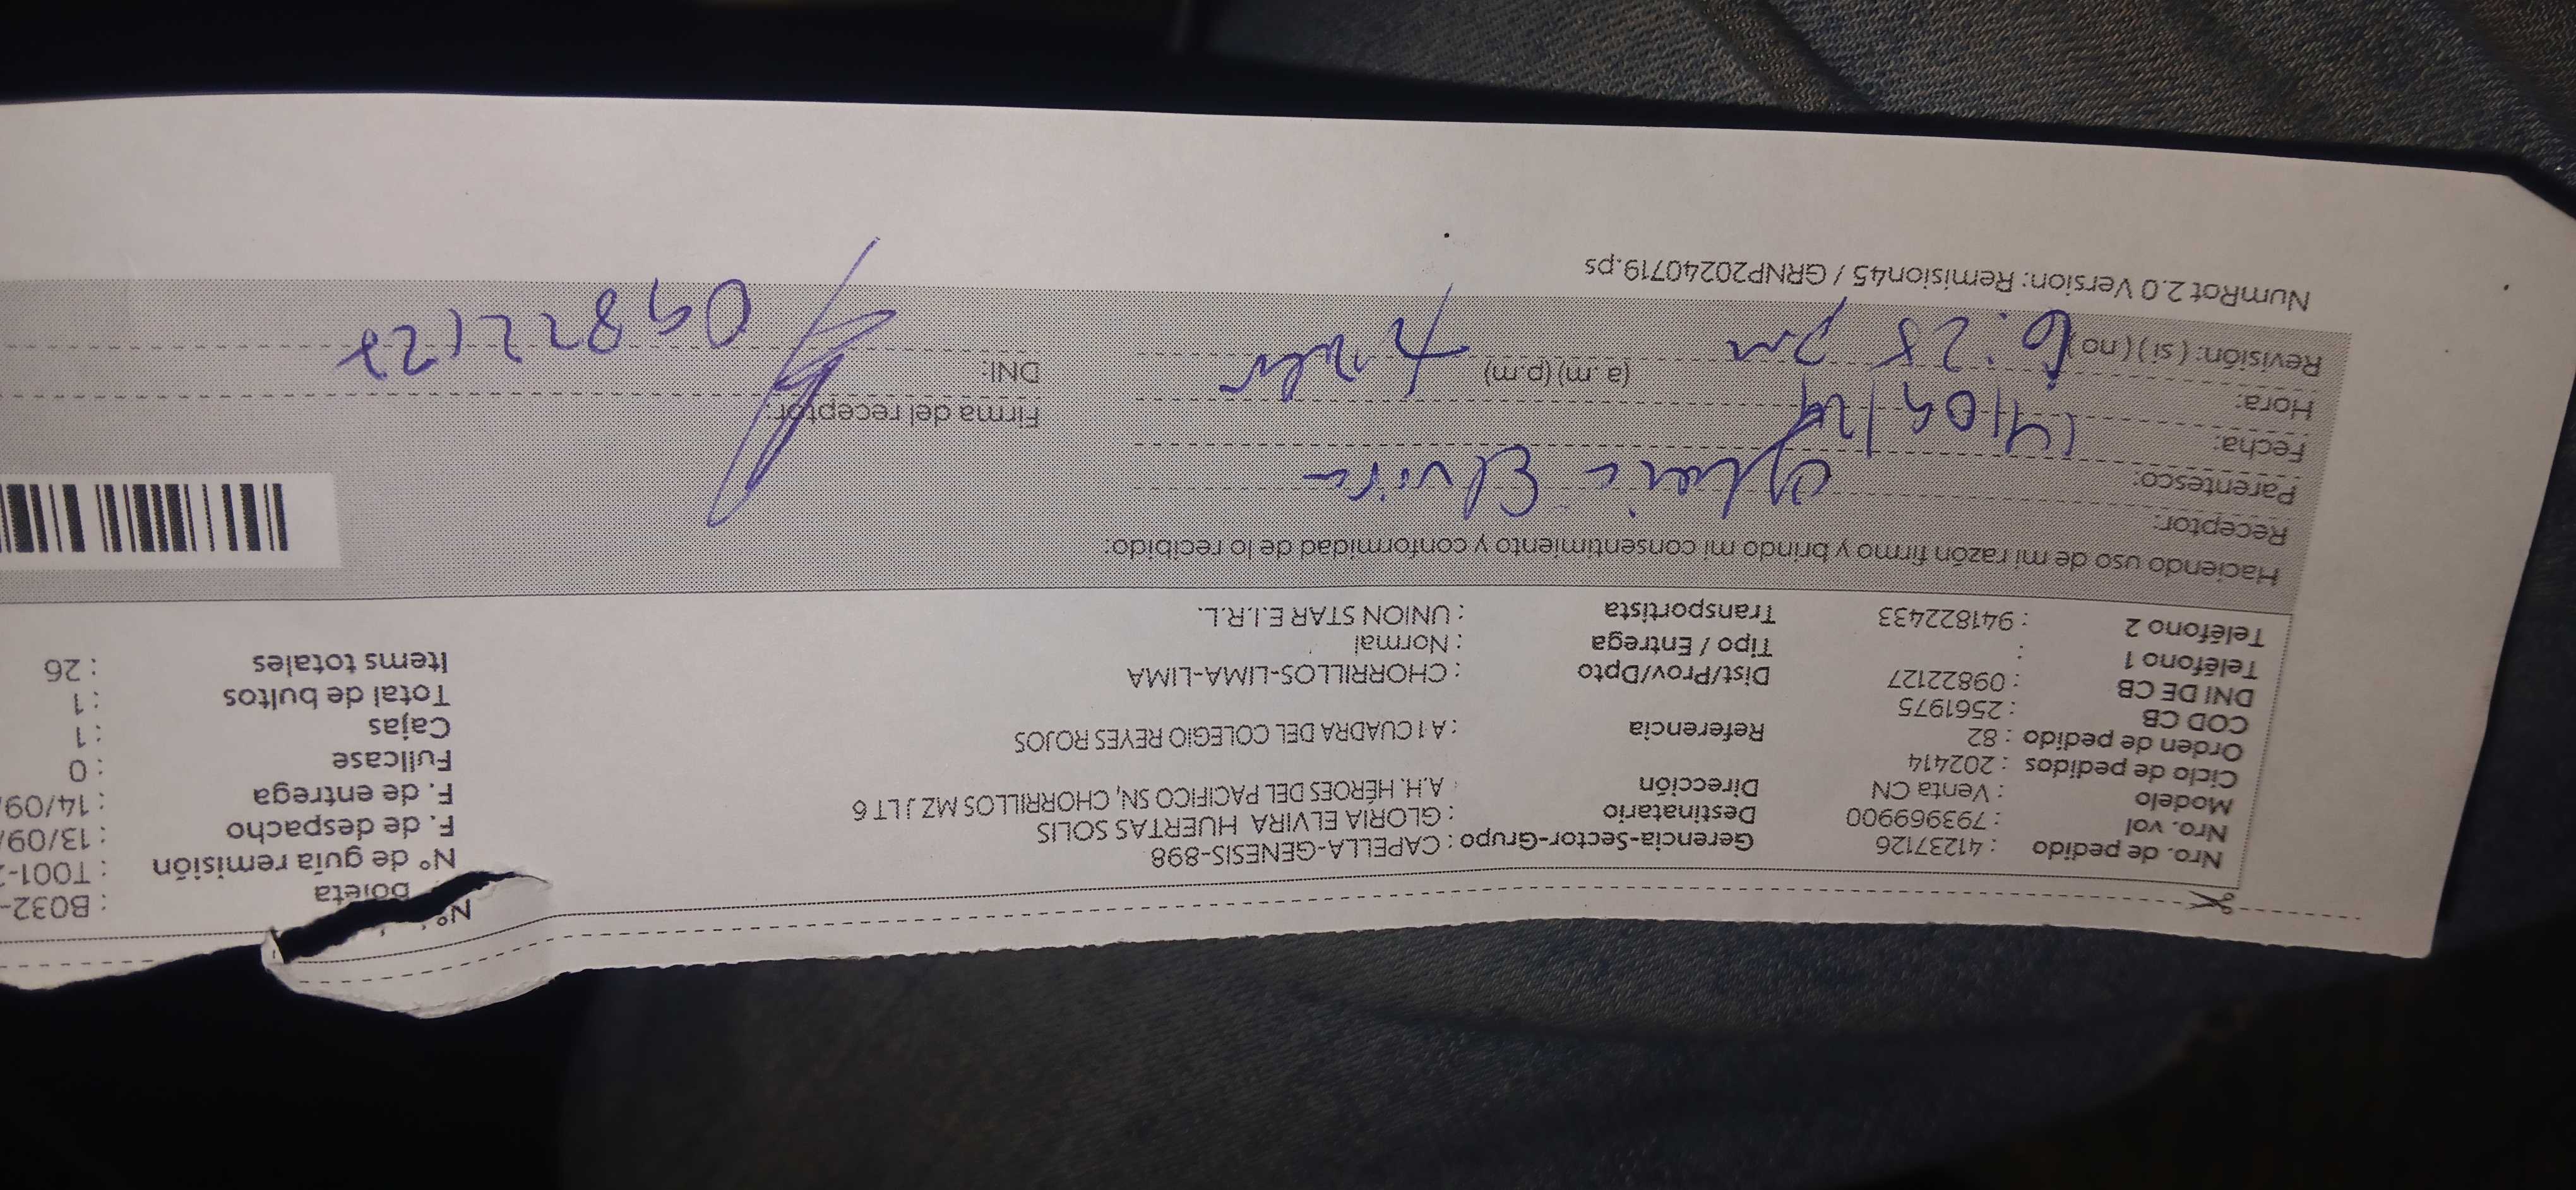 Nº Boleta : B032-
Nro. de pedido : 41237126 Gerencia-Sector-Grupo : CAPELLA-GENESIS-898 Nº de guía remisión : T001-
Nro. vol : 793969900 Destinatario : GLORIA ELVIRA HUERTAS SOLIS F. de despacho : 13/09/
Modelo : Venta CN Dirección : A.H. HÉROES DEL PACIFICO SN, CHORRILLOS MZ J LT 6 F. de entrega : 14/09/
Ciclo de pedidos : 202414 Fullcase : 0
Orden de pedido : 82 Referencia : A 1 CUADRA DEL COLEGIO REYES ROJOS Cajas : 1
COD CB : 2561975 Total de bultos : 1
DNI DE CB : 09822127 Dist/Prov/Dpto : CHORRILLOS-LIMA-LIMA Items totales : 26
Teléfono 1 : Tipo / Entrega : Normal
Teléfono 2 : 941822433 Transportista : UNION STAR E.I.R.L.
Haciendo uso de mi razón firmo y brindo mi consentimiento y conformidad de lo recibido:
Receptor: Gloria Elvira
Parentesco:
Fecha: 14/09/24 Firma del receptor:
Hora: 6:25 pm (a.m) (p.m) DNI: 09822127
Revisión: ( si ) ( no )
NumRot 2.0 Version: Remision45 / GRNP20240719.ps